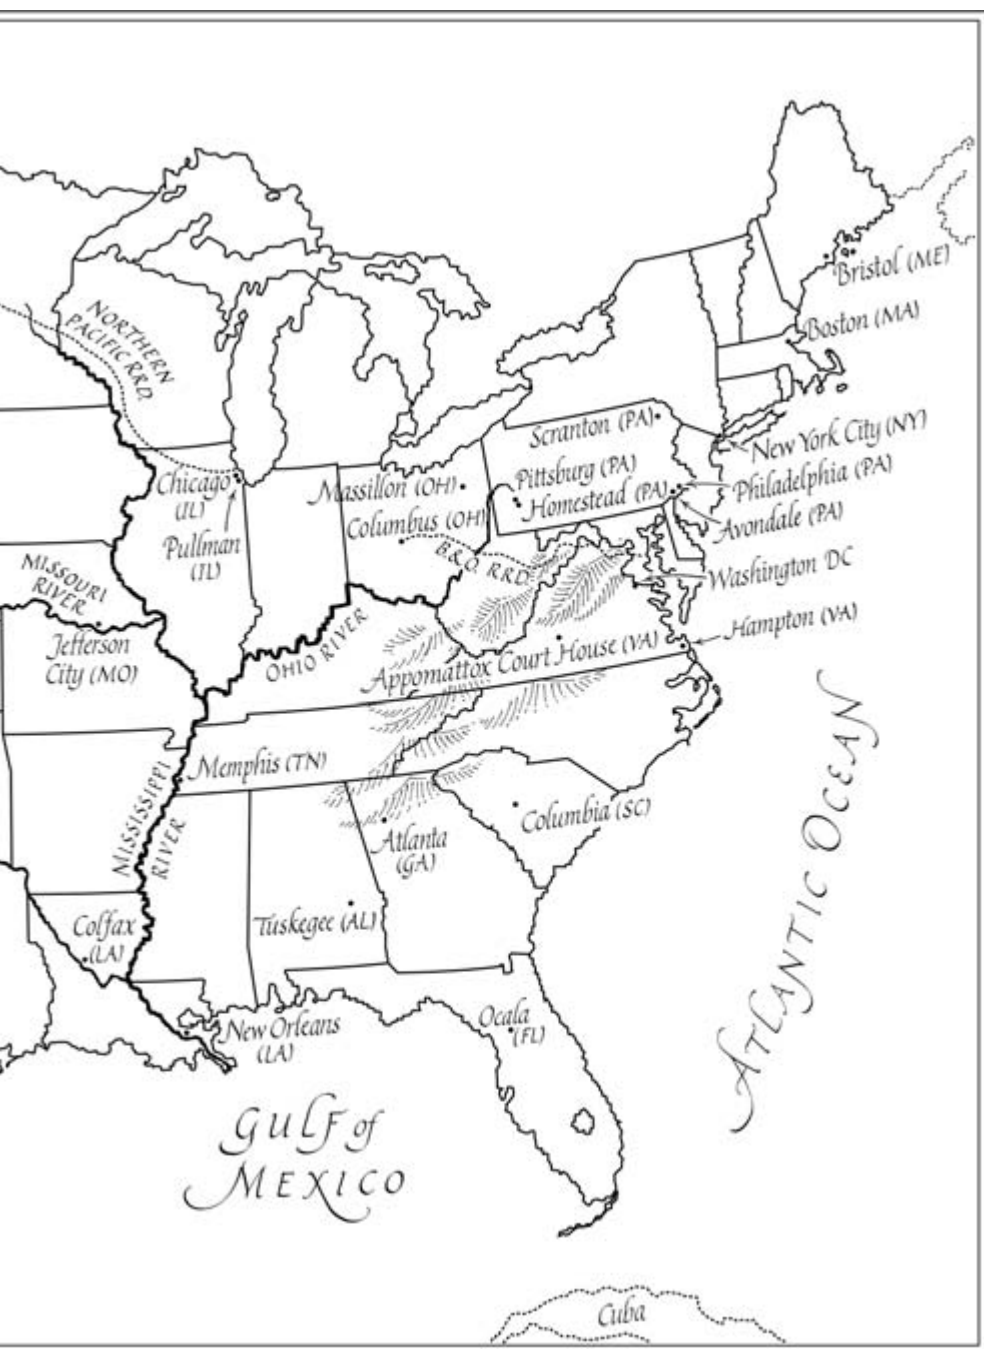 Bristol (ME)
Boston (MA)
NORTHERN
PACIFIC RRD.
New York City (NY)
Scranton (PA)
Philadelphia (PA)
Pittsburg (PA)
Homestead (PA)
Avondale (PA)
Chicago
(IL)
Massillon (OH)
Columbus (OH)
Pullman
(IL)
B.&O. RRD.
Washington DC
MISSOURI
RIVER
Hampton (VA)
Jefferson
City (MO)
OHIO RIVER
Appomattox Court House (VA)
Memphis (TN)
MISSISSIPPI
RIVER
Columbia (SC)
Atlanta
(GA)
ATLANTIC OCEAN
Tuskegee (AL)
Colfax
(LA)
New Orleans
(LA)
Ocala
(FL)
GULF of
MEXICO
Cuba